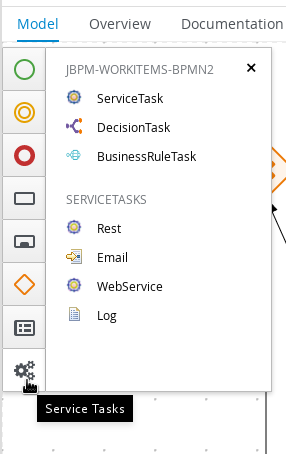 Model Overview Documentation
JBPM-WORKITEMS-BPMN2 ×
ServiceTask
DecisionTask
BusinessRuleTask
SERVICETASKS
Rest
Email
WebService
Log
Service Tasks